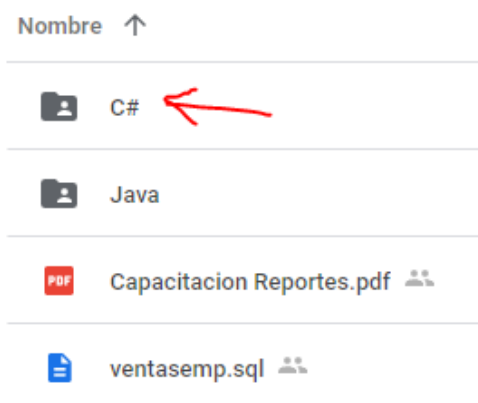 Nombre
C#
Java
PDF Capacitacion Reportes.pdf
ventasemp.sql